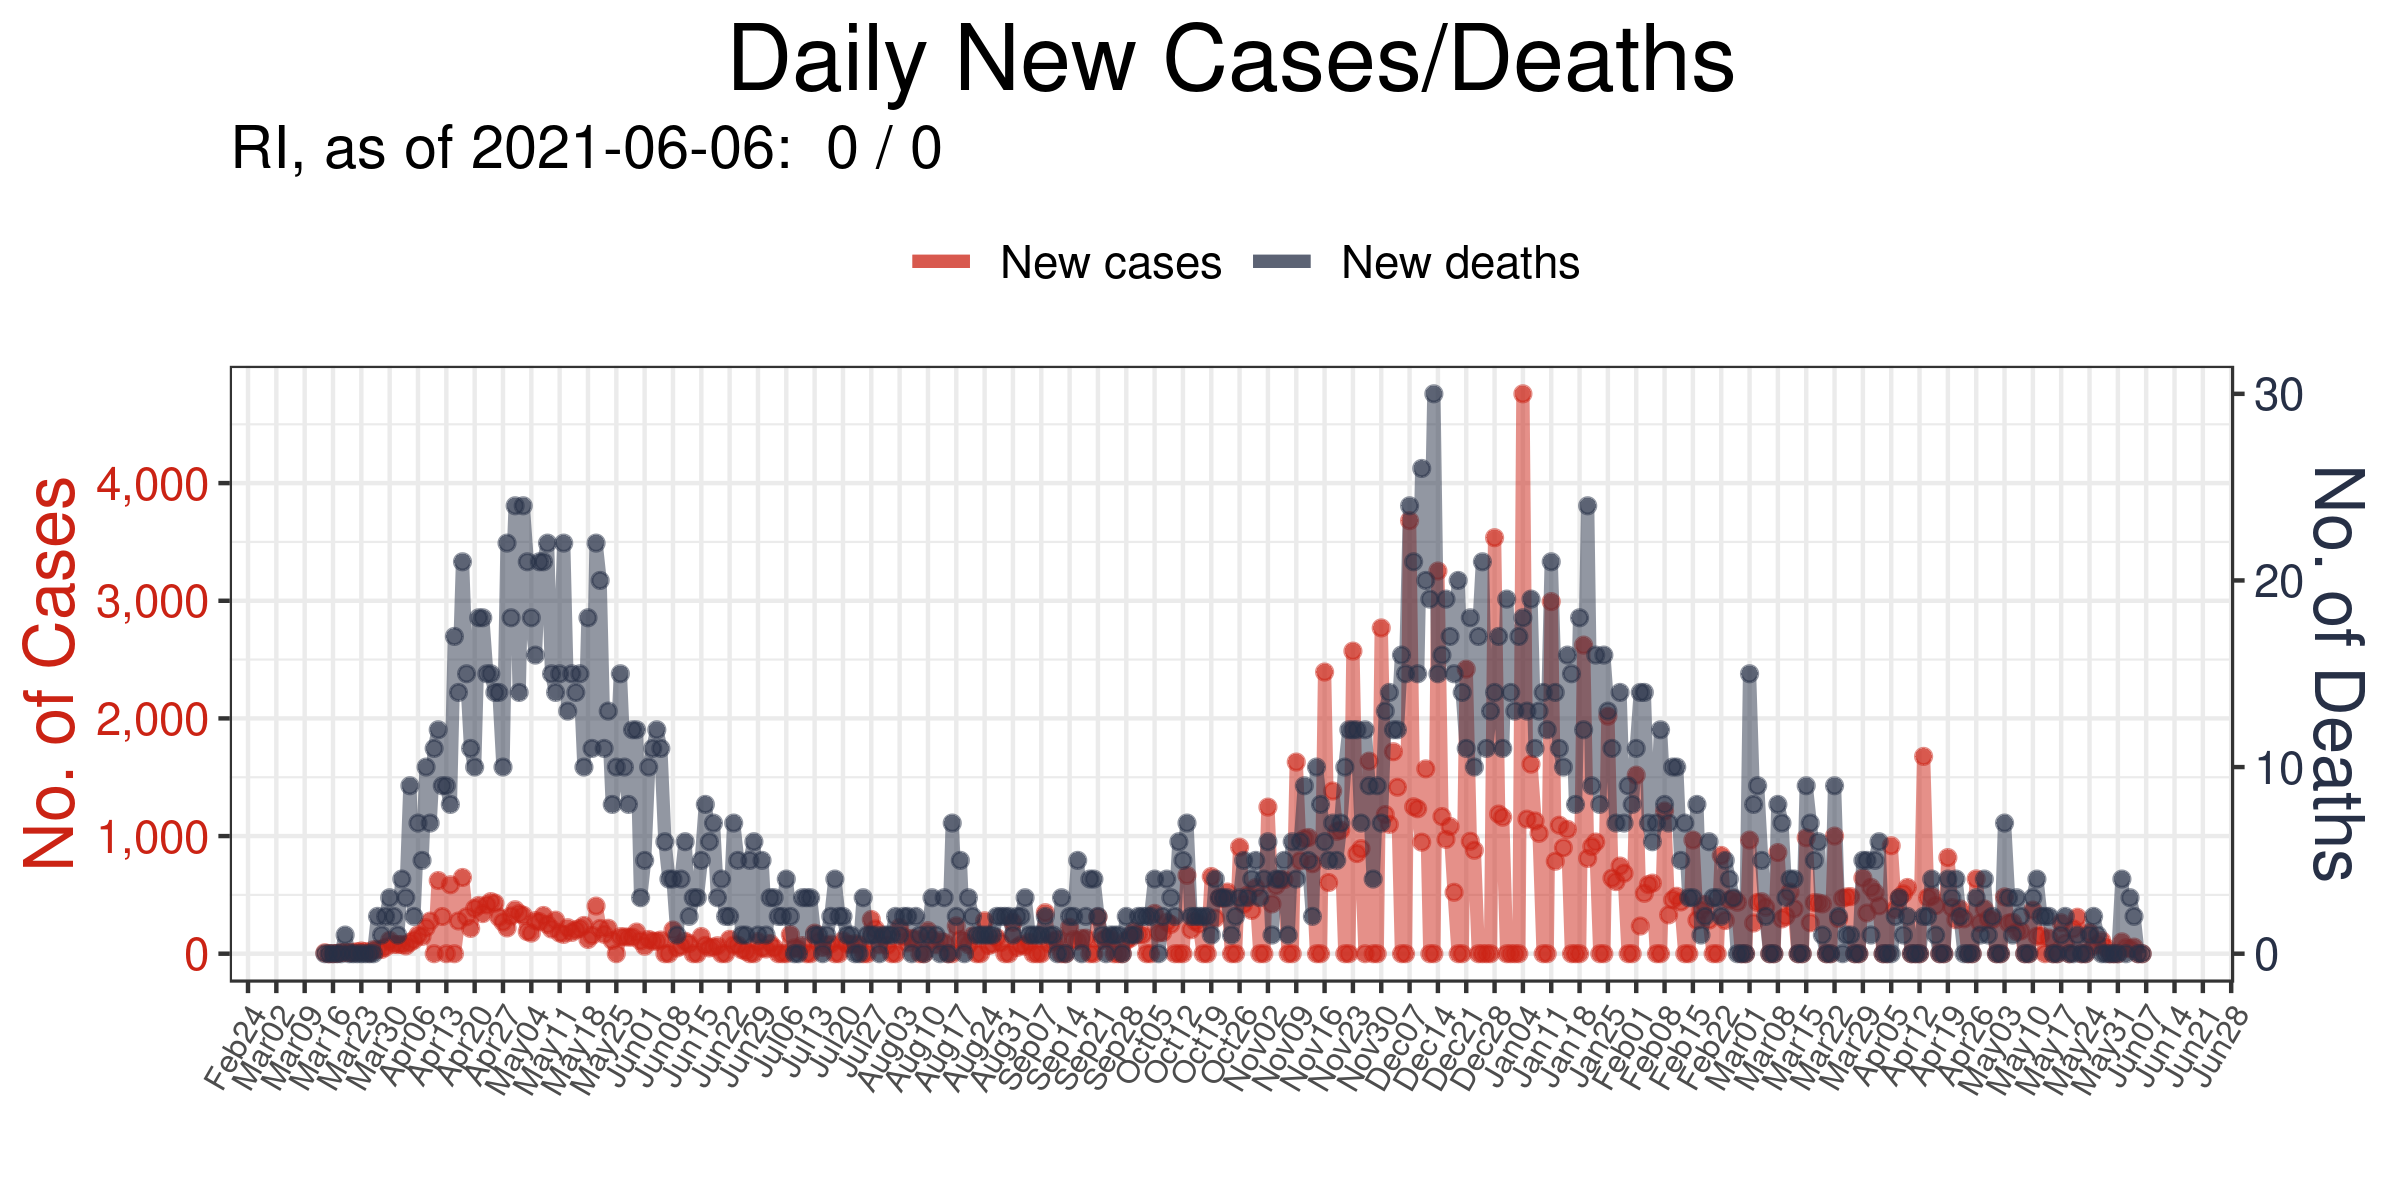 Daily New Cases/Deaths
RI, as of 2021-06-06:  0 / 0
New cases
New deaths
No. of Cases
4,000
3,000
2,000
1,000
0
30
20
10
0
No. of Deaths
Feb24
Mar02
Mar09
Mar16
Mar23
Mar30
Apr06
Apr13
Apr20
Apr27
May04
May11
May18
May25
Jun01
Jun08
Jun15
Jun22
Jun29
Jul06
Jul13
Jul20
Jul27
Aug03
Aug10
Aug17
Aug24
Aug31
Sep07
Sep14
Sep21
Sep28
Oct05
Oct12
Oct19
Oct26
Nov02
Nov09
Nov16
Nov23
Nov30
Dec07
Dec14
Dec21
Dec28
Jan04
Jan11
Jan18
Jan25
Feb01
Feb08
Feb15
Feb22
Mar01
Mar08
Mar15
Mar22
Mar29
Apr05
Apr12
Apr19
Apr26
May03
May10
May17
May24
May31
Jun07
Jun14
Jun21
Jun28